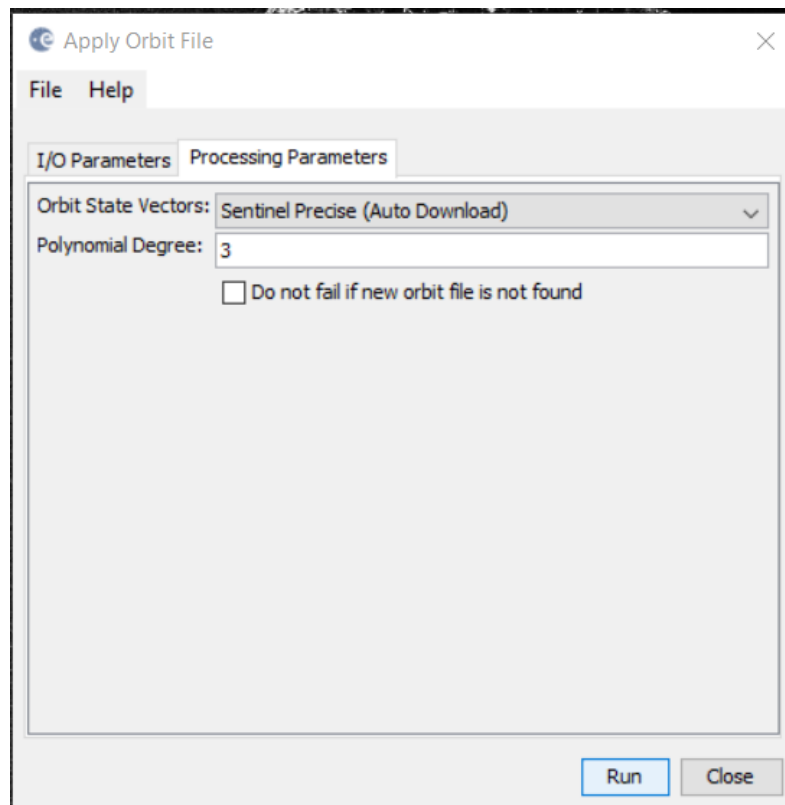 Apply Orbit File
File Help
I/O Parameters Processing Parameters
Orbit State Vectors: Sentinel Precise (Auto Download)
Polynomial Degree: 3
Do not fail if new orbit file is not found
Run Close